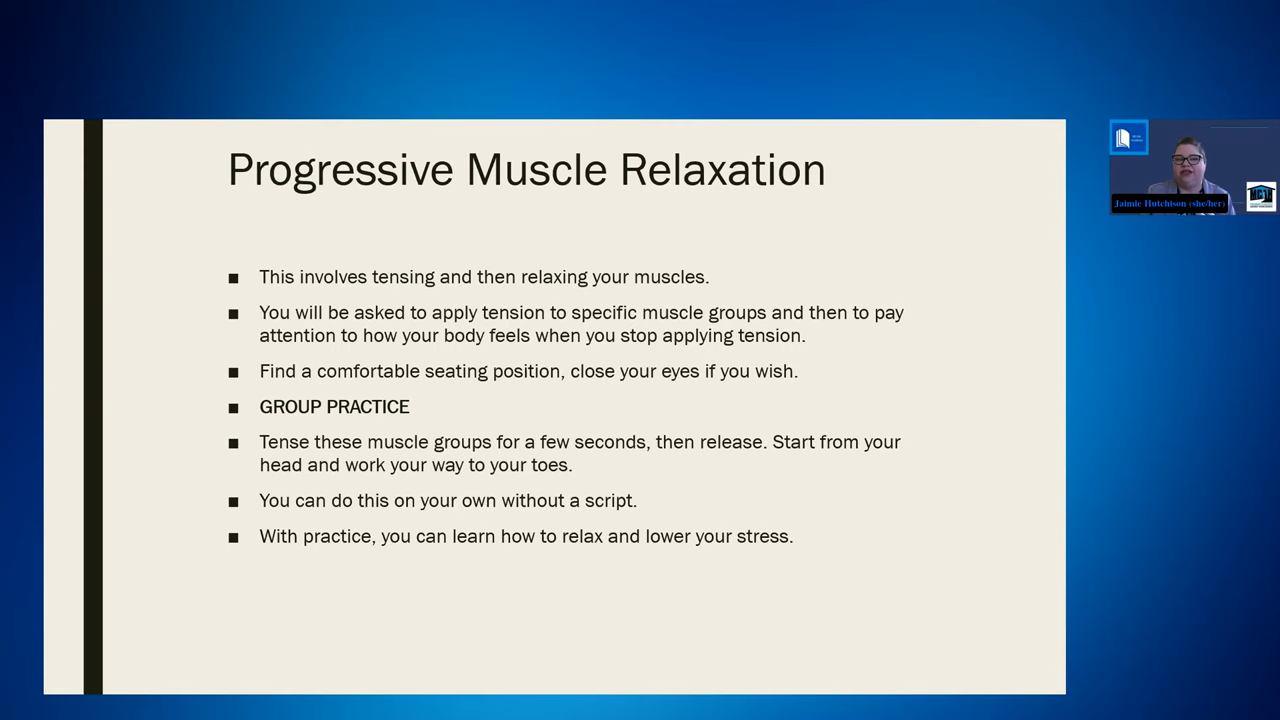 Progressive Muscle Relaxation
■ This involves tensing and then relaxing your muscles.
■ You will be asked to apply tension to specific muscle groups and then to pay
attention to how your body feels when you stop applying tension.
■ Find a comfortable seating position, close your eyes if you wish.
■ GROUP PRACTICE
■ Tense these muscle groups for a few seconds, then release. Start from your
head and work your way to your toes.
■ You can do this on your own without a script.
■ With practice, you can learn how to relax and lower your stress.
Jaimie Hutchison (she/her)